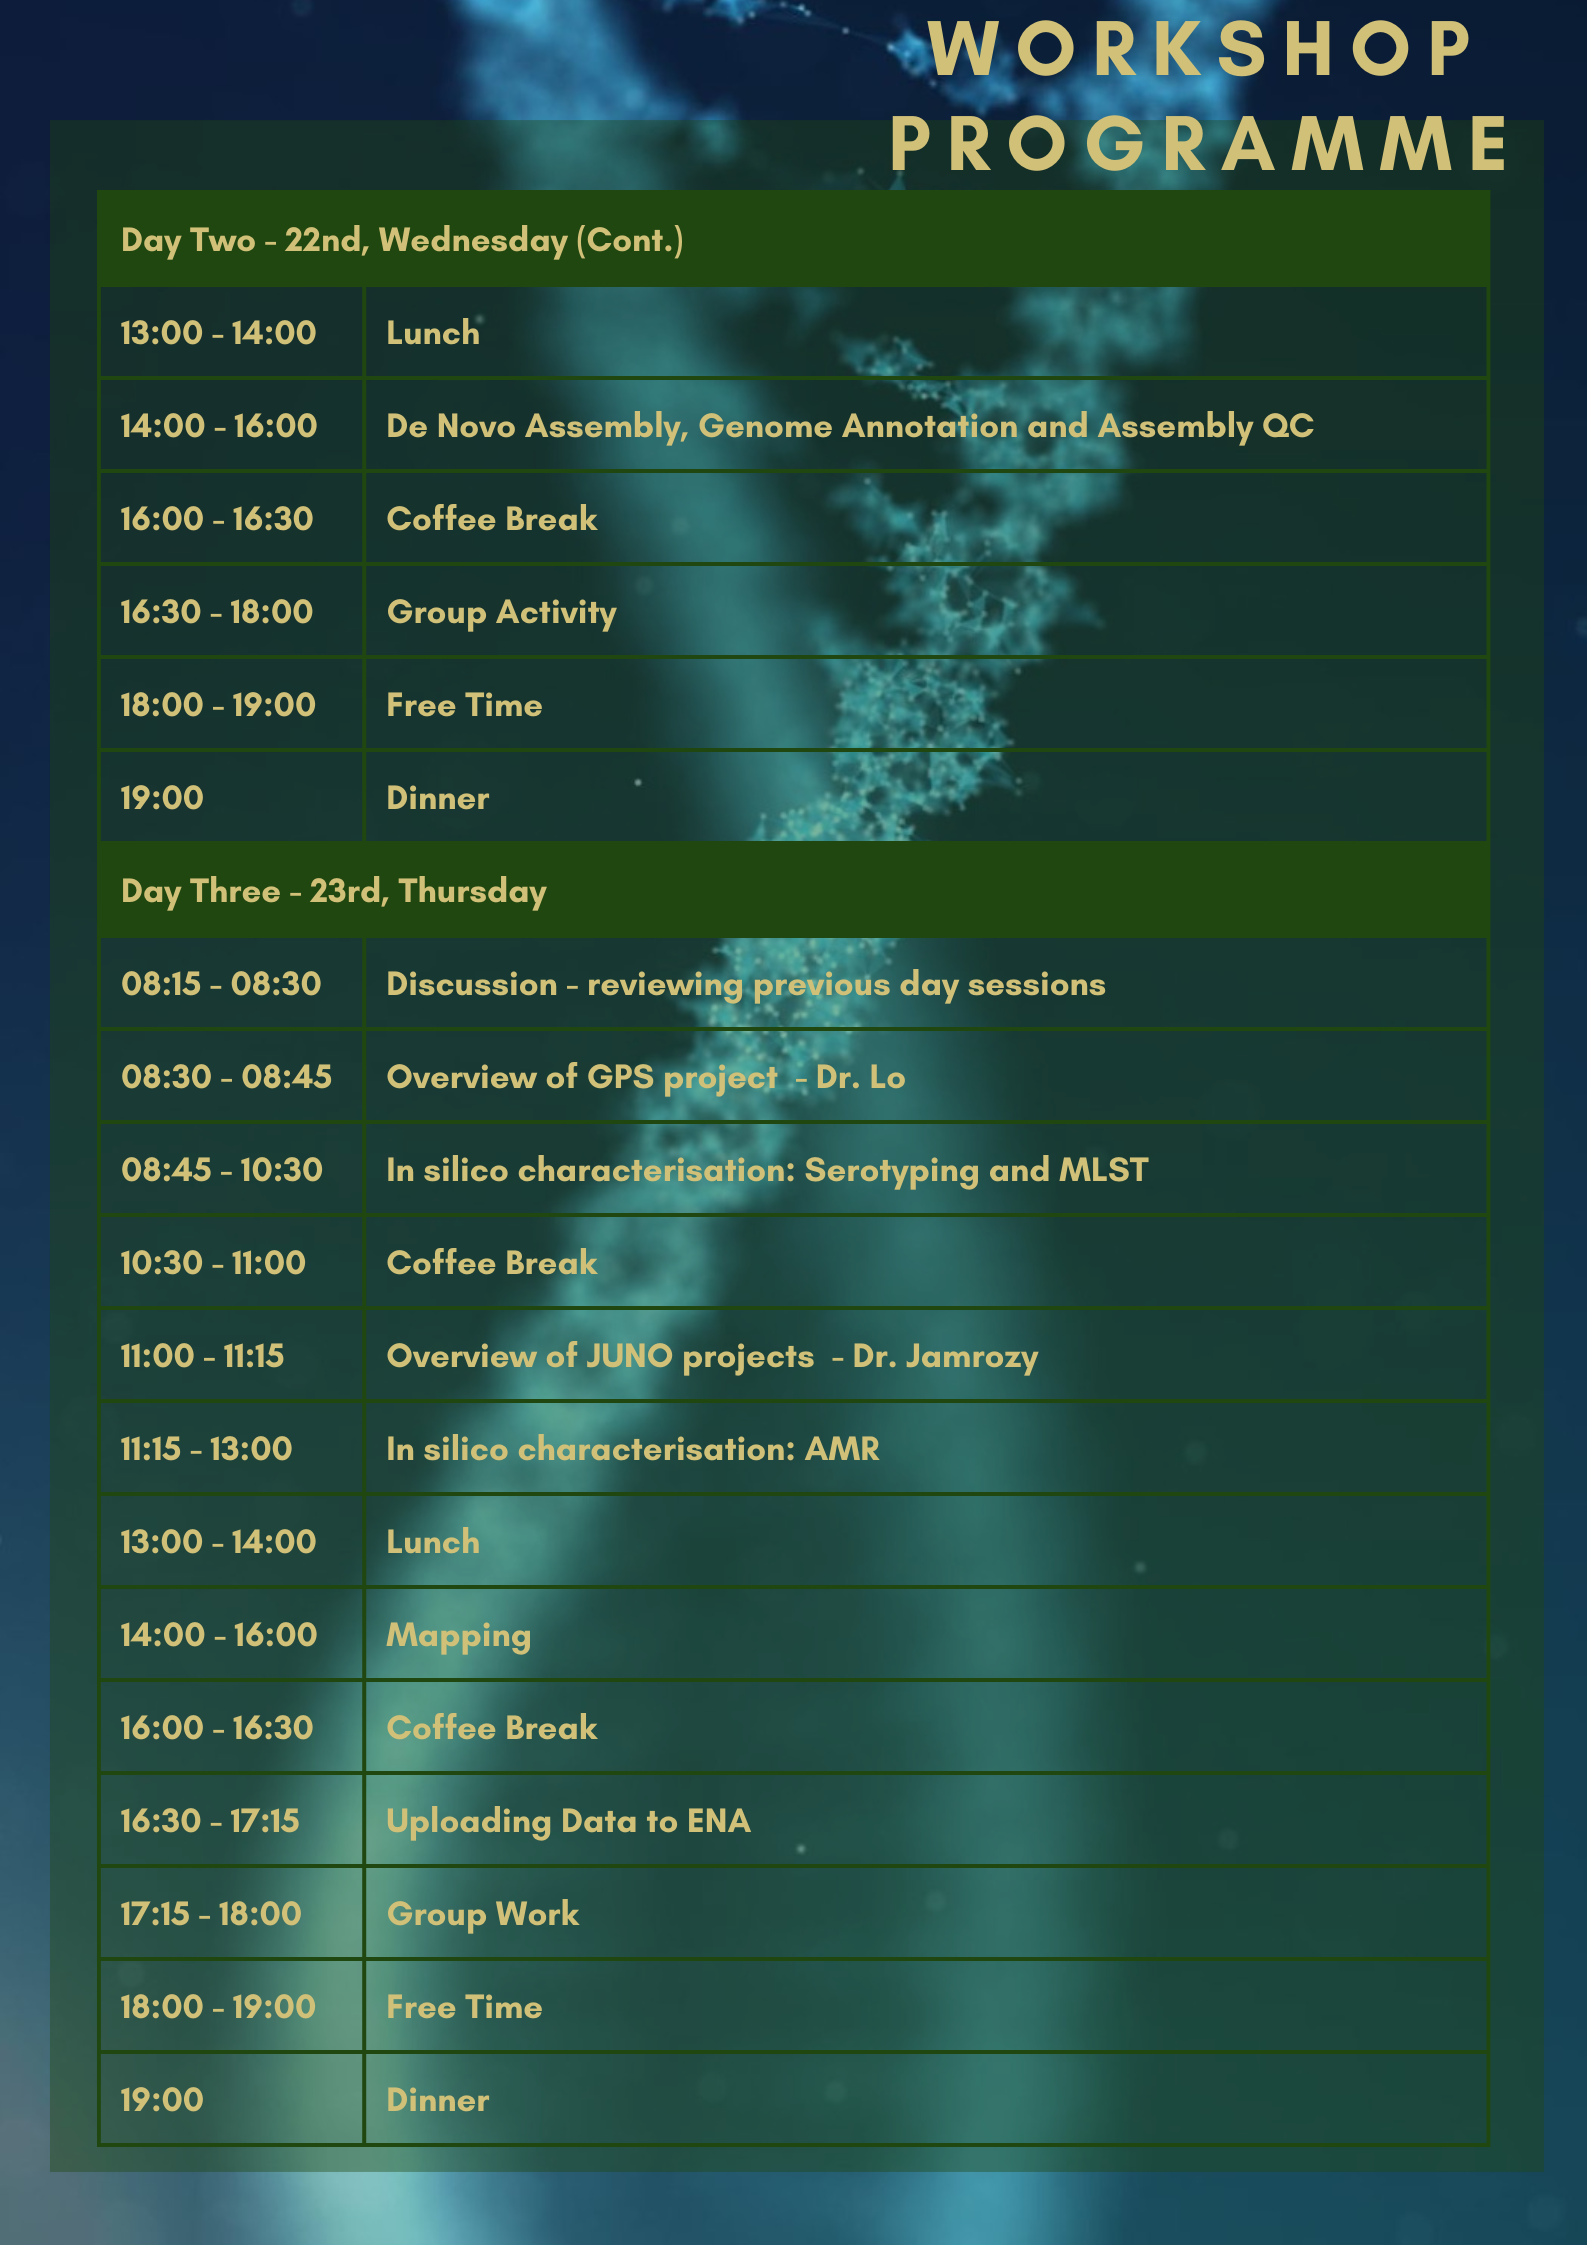 WORKSHOP
PROGRAMME
Day Two - 22nd, Wednesday (Cont.)
13:00 - 14:00 Lunch
14:00 - 16:00 De Novo Assembly, Genome Annotation and Assembly QC
16:00 - 16:30 Coffee Break
16:30 - 18:00 Group Activity
18:00 - 19:00 Free Time
19:00 Dinner
Day Three - 23rd, Thursday
08:15 - 08:30 Discussion - reviewing previous day sessions
08:30 - 08:45 Overview of GPS project - Dr. Lo
08:45 - 10:30 In silico characterisation: Serotyping and MLST
10:30 - 11:00 Coffee Break
11:00 - 11:15 Overview of JUNO projects - Dr. Jamrozy
11:15 - 13:00 In silico characterisation: AMR
13:00 - 14:00 Lunch
14:00 - 16:00 Mapping
16:00 - 16:30 Coffee Break
16:30 - 17:15 Uploading Data to ENA
17:15 - 18:00 Group Work
18:00 - 19:00 Free Time
19:00 Dinner